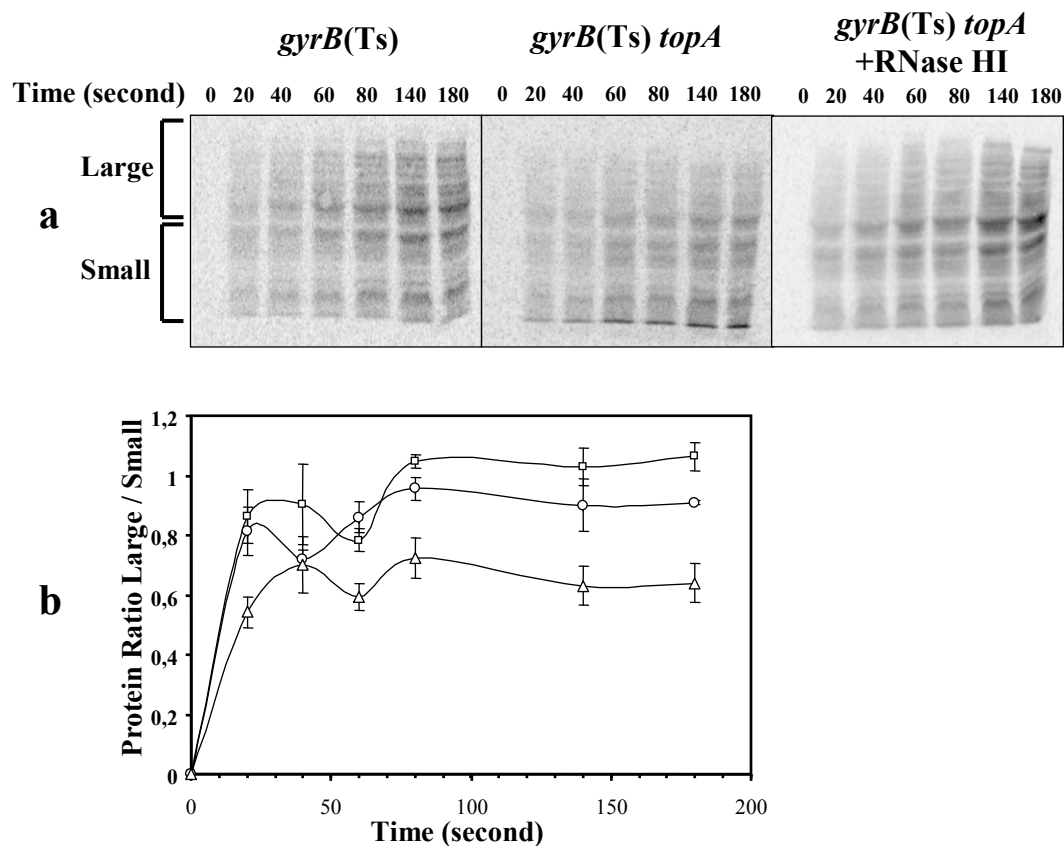 gyrB(Ts) gyrB(Ts) topA gyrB(Ts) topA
+RNase HI
Time (second) 0 20 40 60 80 140 180 0 20 40 60 80 140 180 0 20 40 60 80 140 180
Large
a
Small
b
Protein Ratio Large / Small
1,2
1
0,8
0,6
0,4
0,2
0
0 50 100 150 200
Time (second)